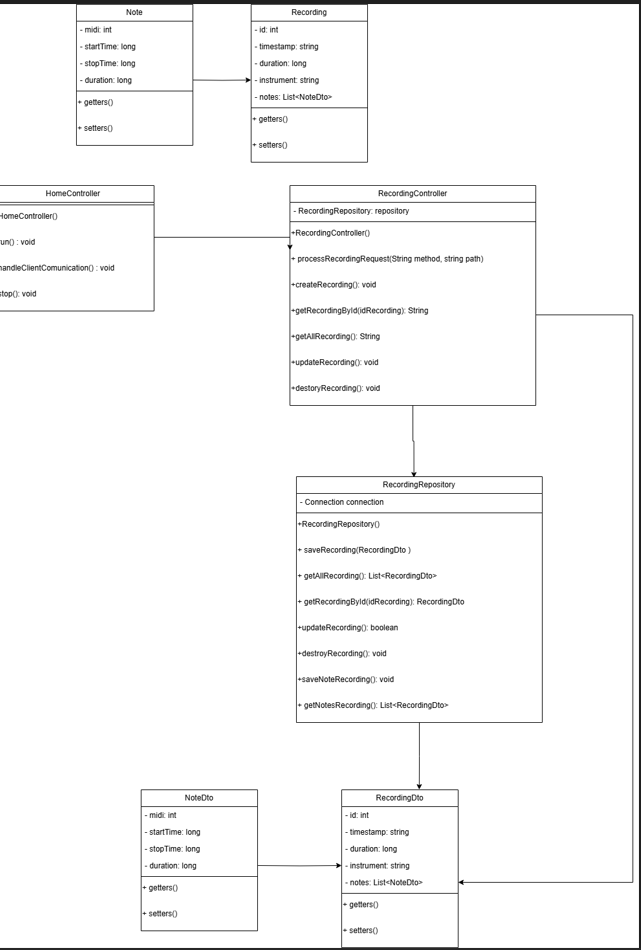 Note
- midi: int
- startTime: long
- stopTime: long
- duration: long
+ getters()
+ setters()
Recording
- id: int
- timestamp: string
- duration: long
- instrument: string
- notes: List<NoteDto>
+ getters()
+ setters()
HomeController
HomeController()
run() : void
handleClientComunication() : void
stop(): void
RecordingController
- RecordingRepository: repository
+RecordingController()
+ processRecordingRequest(String method, string path)
+createRecording(): void
+getRecordingById(idRecording): String
+getAllRecording(): String
+updateRecording(): void
+destoryRecording(): void
RecordingRepository
- Connection connection
+RecordingRepository()
+ saveRecording(RecordingDto )
+ getAllRecording(): List<RecordingDto>
+ getRecordingById(idRecording): RecordingDto
+updateRecording(): boolean
+destroyRecording(): void
+saveNoteRecording(): void
+ getNotesRecording(): List<RecordingDto>
NoteDto
- midi: int
- startTime: long
- stopTime: long
- duration: long
+ getters()
+ setters()
RecordingDto
- id: int
- timestamp: string
- duration: long
- instrument: string
- notes: List<NoteDto>
+ getters()
+ setters()